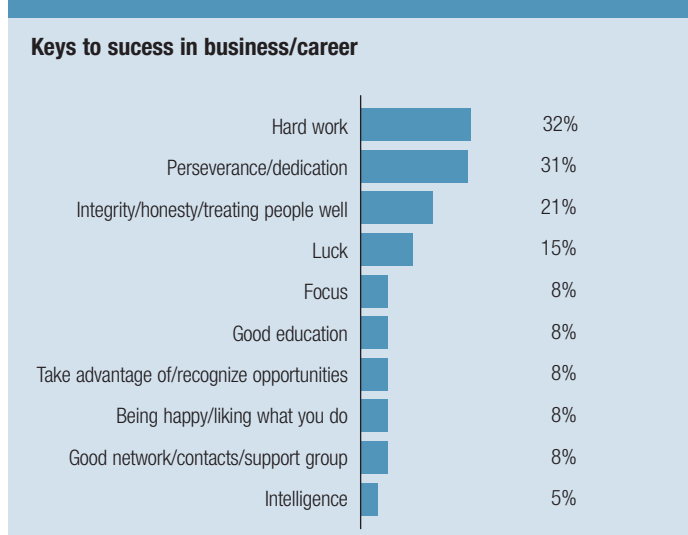 Keys to sucess in business/career
Hard work 32%
Perseverance/dedication 31%
Integrity/honesty/treating people well 21%
Luck 15%
Focus 8%
Good education 8%
Take advantage of/recognize opportunities 8%
Being happy/liking what you do 8%
Good network/contacts/support group 8%
Intelligence 5%